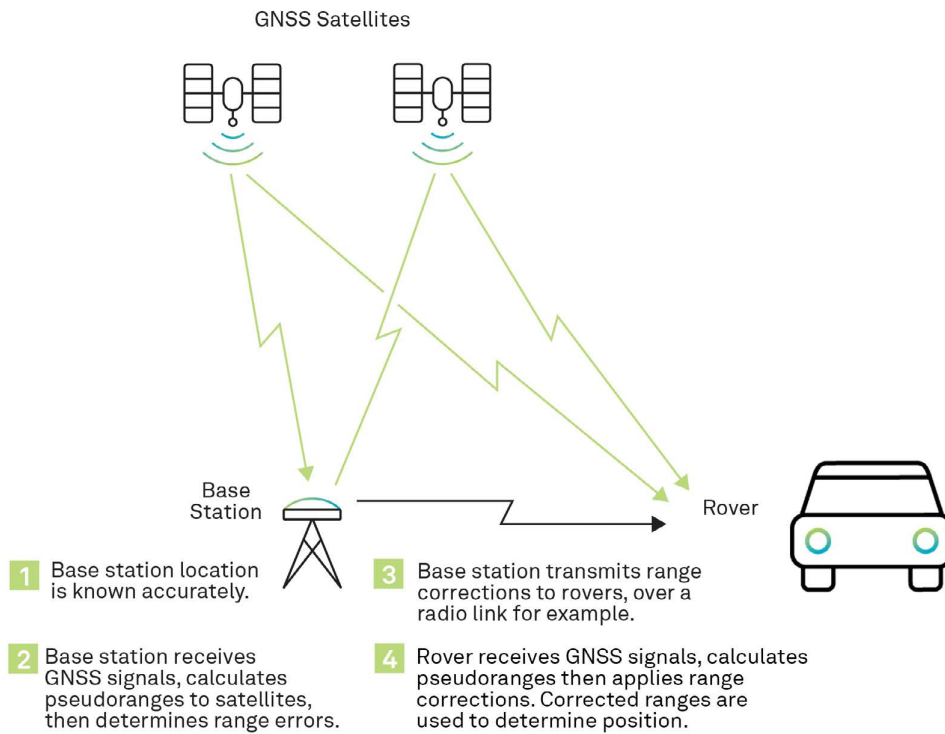 GNSS Satellites
Base
Station
Rover
1 Base station location
is known accurately.
2 Base station receives
GNSS signals, calculates
pseudoranges to satellites,
then determines range errors.
3 Base station transmits range
corrections to rovers, over a
radio link for example.
4 Rover receives GNSS signals, calculates
pseudoranges then applies range
corrections. Corrected ranges are
used to determine position.